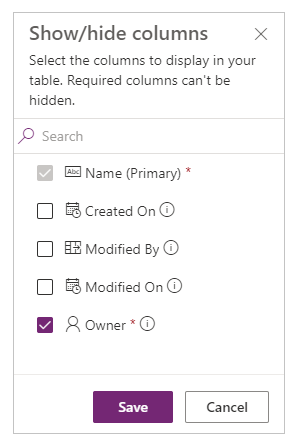 Show/hide columns
Select the columns to display in your
table. Required columns can't be
hidden.
Search
Abc Name (Primary) *
Created On
Modified By
Modified On
Owner *
Save Cancel